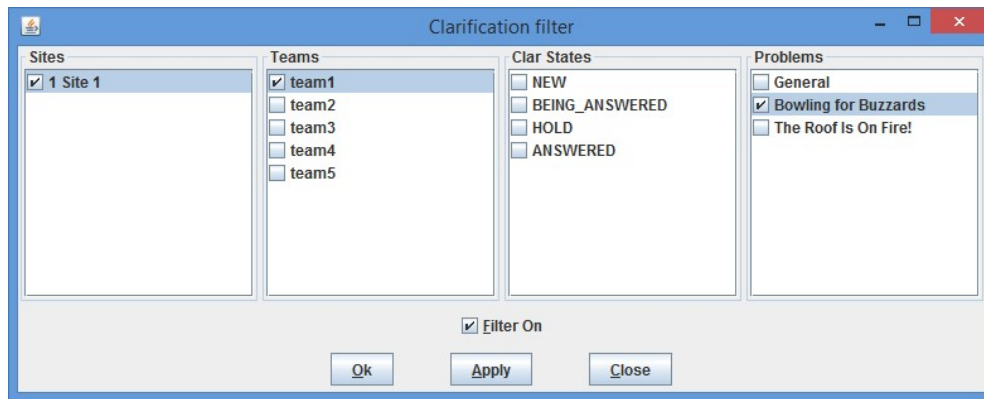 Clarification filter
Sites
1 Site 1
Teams
team1
team2
team3
team4
team5
Clar States
NEW
BEING_ANSWERED
HOLD
ANSWERED
Problems
General
Bowling for Buzzards
The Roof Is On Fire!
Filter On
Ok Apply Close